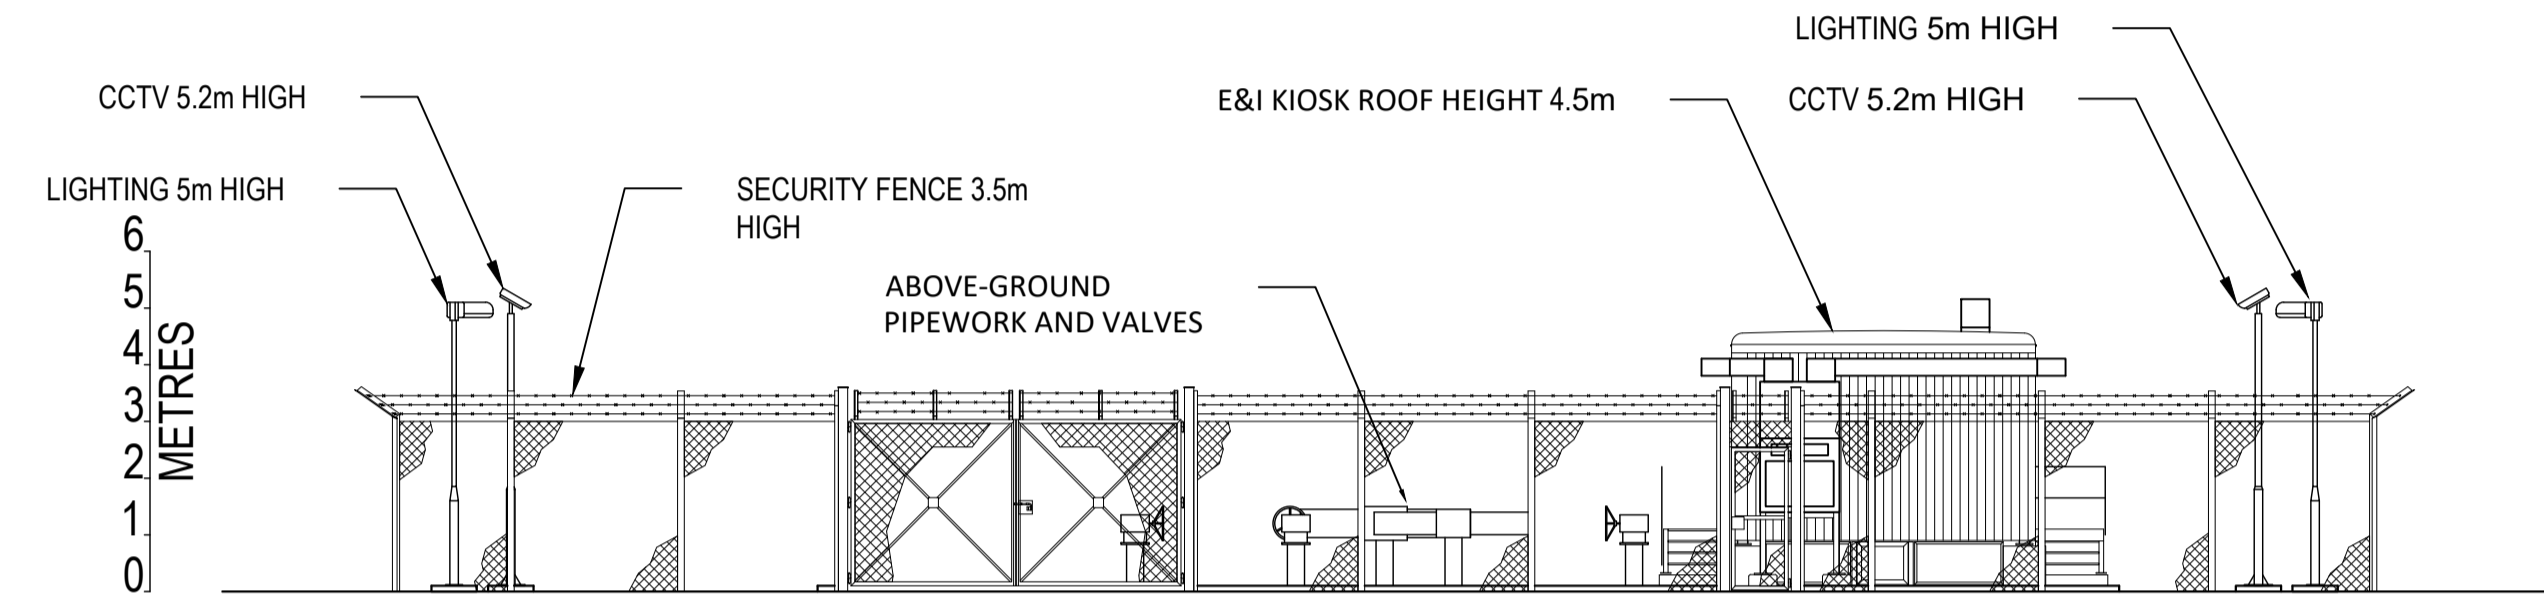 LIGHTING 5m HIGH
CCTV 5.2m HIGH
E&I KIOSK ROOF HEIGHT 4.5m
CCTV 5.2m HIGH
LIGHTING 5m HIGH
SECURITY FENCE 3.5m
HIGH
ABOVE-GROUND
PIPEWORK AND VALVES
6
5
4
3
2
1
0
METRES